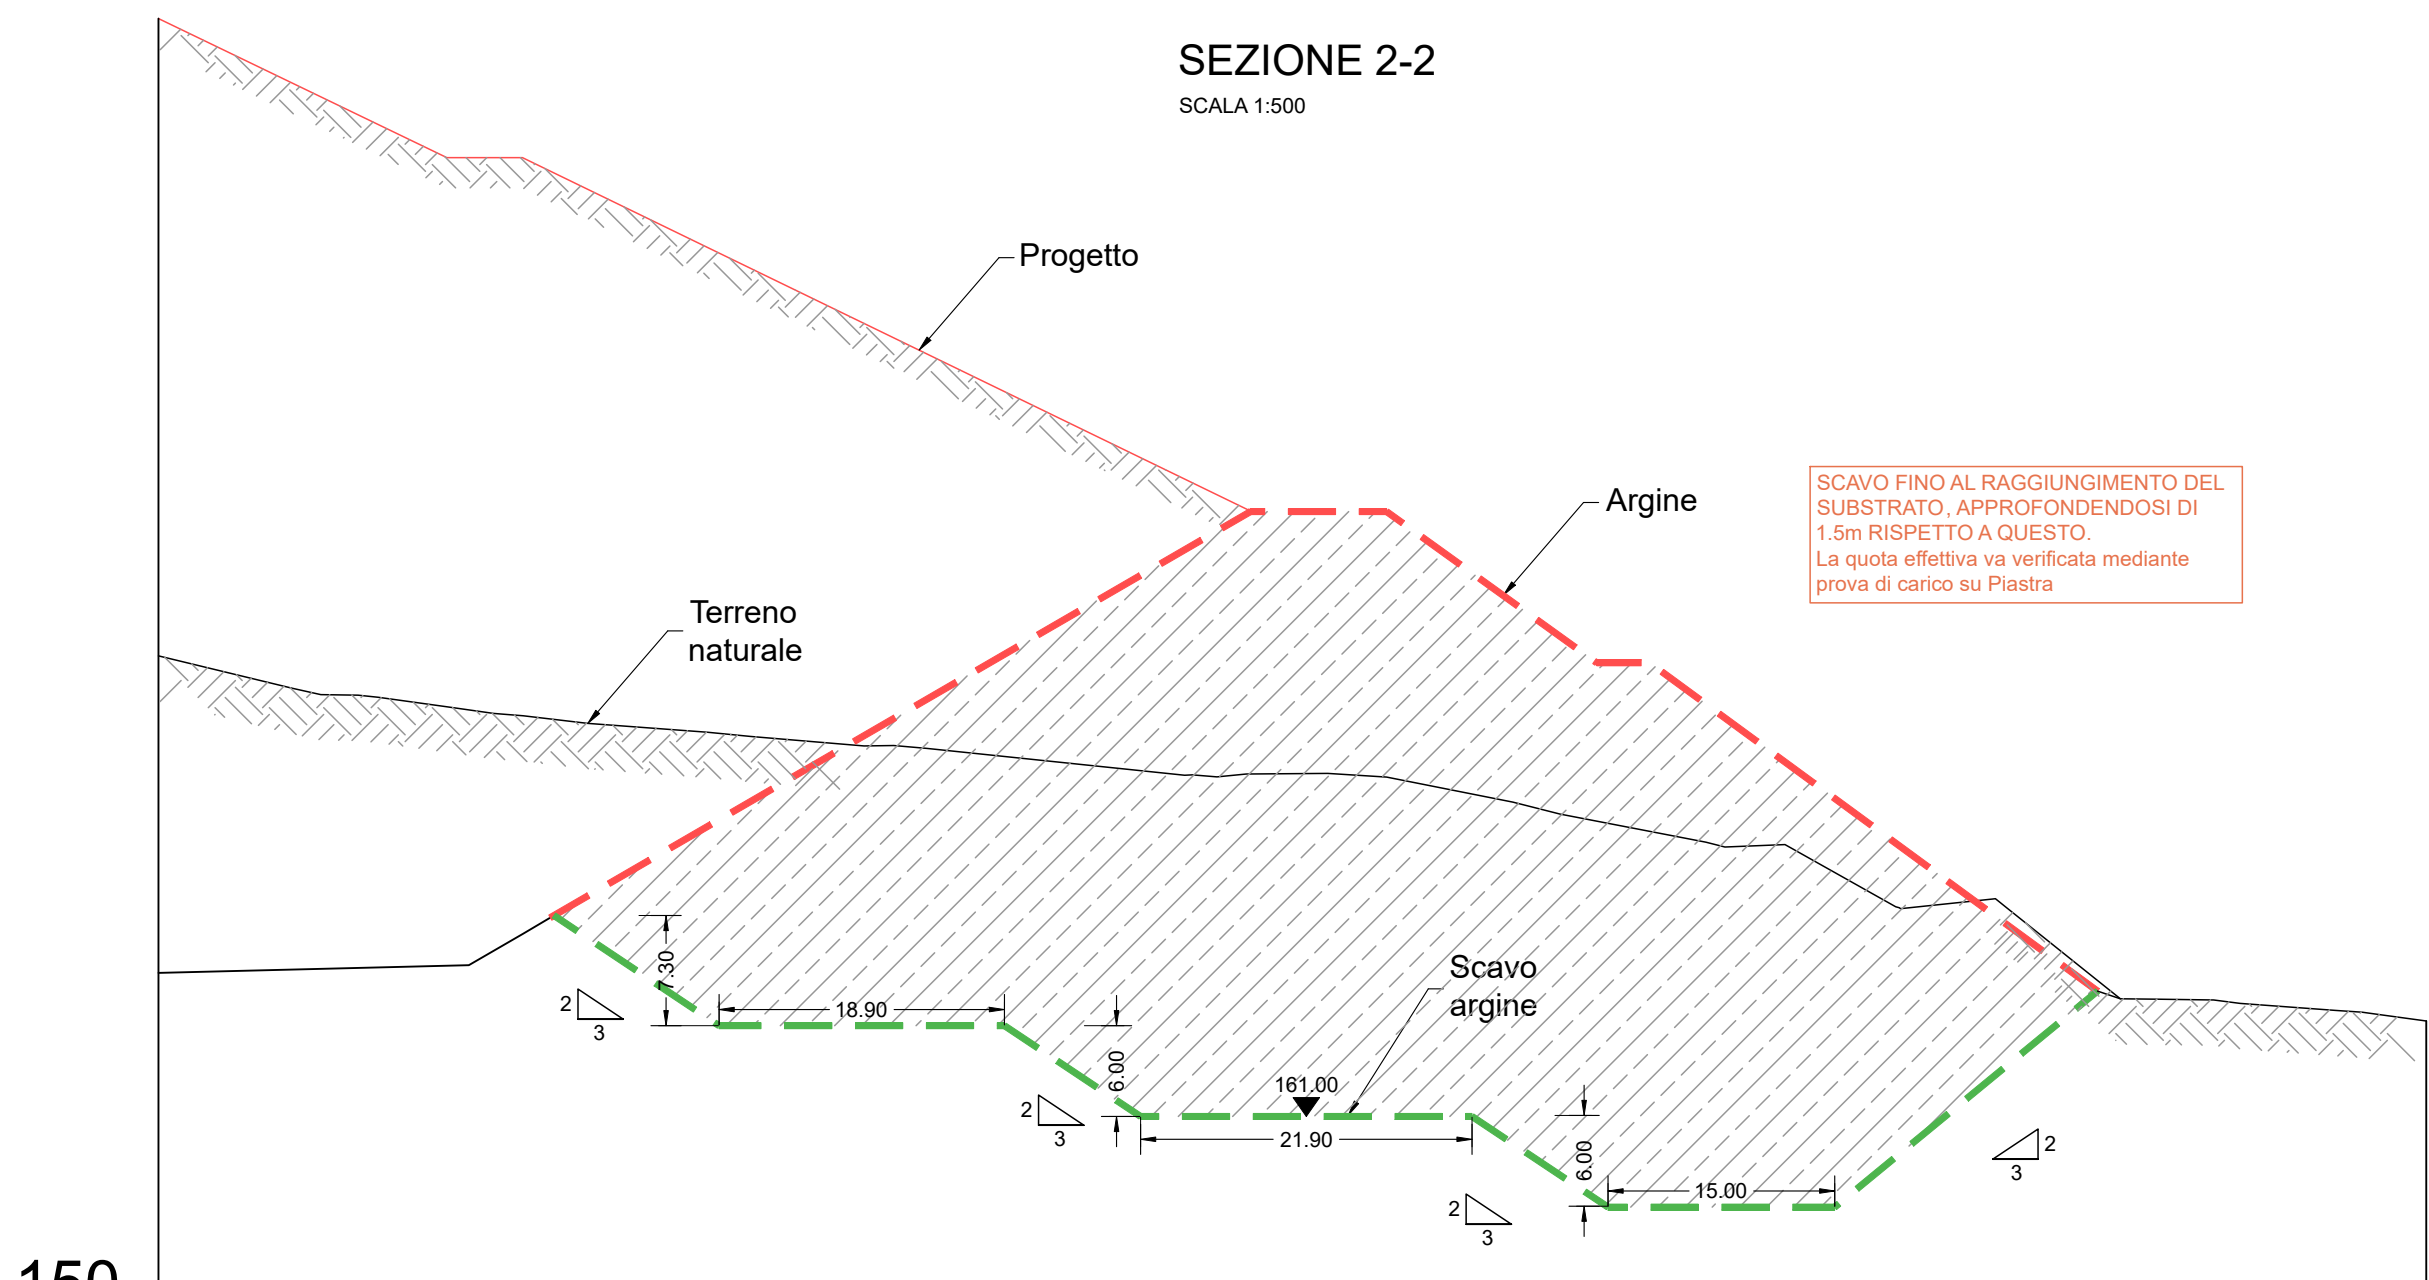 SEZIONE 2-2
SCALA 1:500
Progetto
Argine
SCAVO FINO AL RAGGIUNGIMENTO DEL
SUBSTRATO, APPROFONDENDOSI DI
1.5m RISPETTO A QUESTO.
La quota effettiva va verificata mediante
prova di carico su Piastra
Terreno
naturale
Scavo
argine
7.30
2
3
18.90
6.00
2
3
161.00
21.90
6.00
2
3
15.00
2
3
150